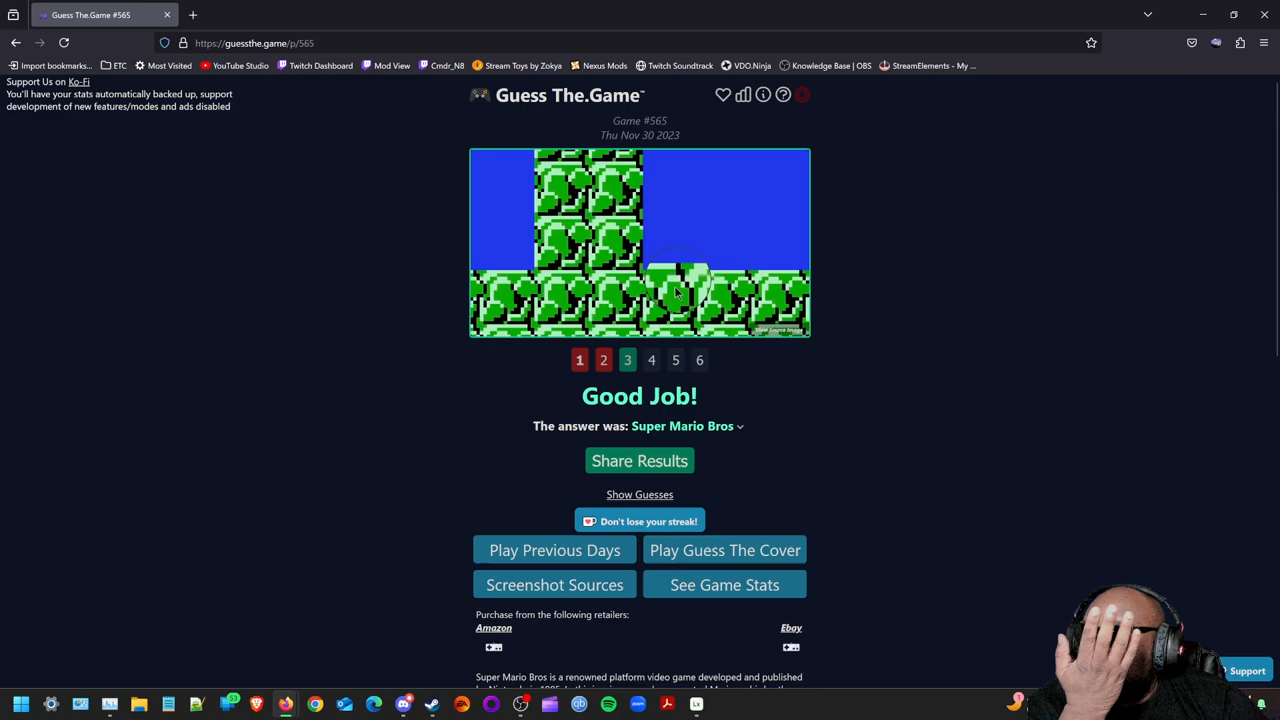 Guess The.Game #565
https://guessthe.game/p/565
Import bookmarks... ETC Most Visited YouTube Studio Twitch Dashboard Mod View Cmdr_N8 Stream Toys by Zokya Nexus Mods Twitch Soundtrack VDO.Ninja Knowledge Base | OBS StreamElements - My ...
Support Us on Ko-Fi
You'll have your stats automatically backed up, support
development of new features/modes and ads disabled
Guess The.Game™
Game #565
Thu Nov 30 2023
View Source Image
1 2 3 4 5 6
Good Job!
The answer was: Super Mario Bros
Share Results
Show Guesses
Don't lose your streak!
Play Previous Days Play Guess The Cover
Screenshot Sources See Game Stats
Purchase from the following retailers:
Amazon Ebay
Super Mario Bros is a renowned platform video game developed and published
Support
53